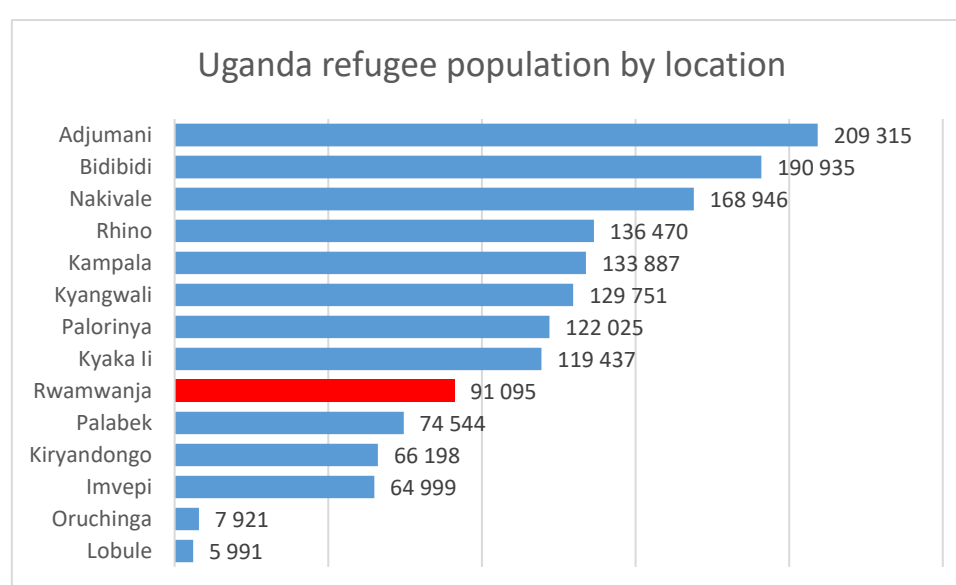 Uganda refugee population by location
Adjumani 209 315
Bidibidi 190 935
Nakivale 168 946
Rhino 136 470
Kampala 133 887
Kyangwali 129 751
Palorinya 122 025
Kyaka Ii 119 437
Rwamwanja 91 095
Palabek 74 544
Kiryandongo 66 198
Imvepi 64 999
Oruchinga 7 921
Lobule 5 991